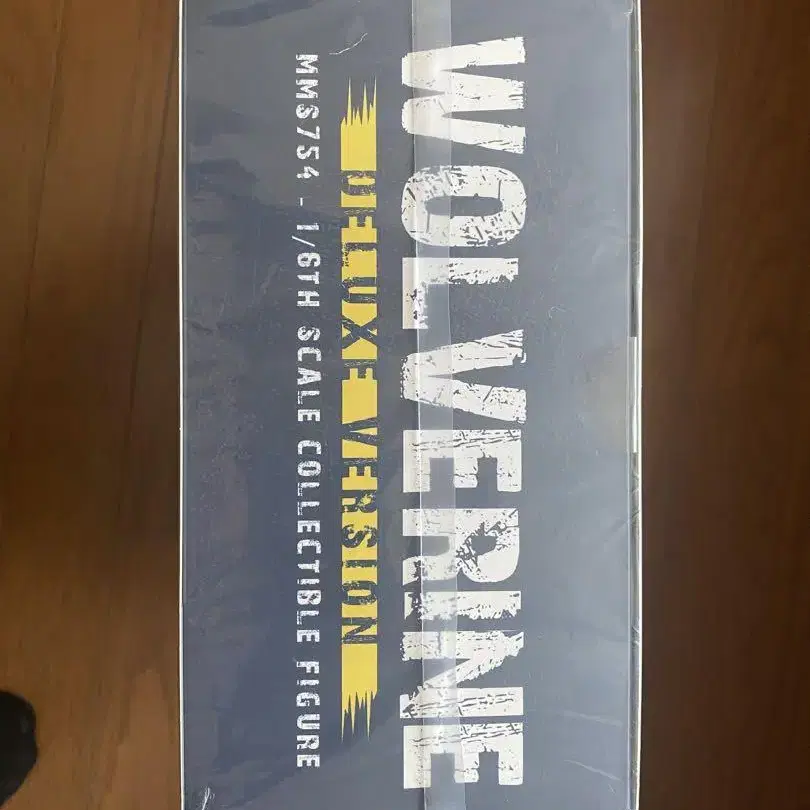 WOLVERINE
DELUXE VERSION
MMS754 - 1/6TH SCALE COLLECTIBLE FIGURE